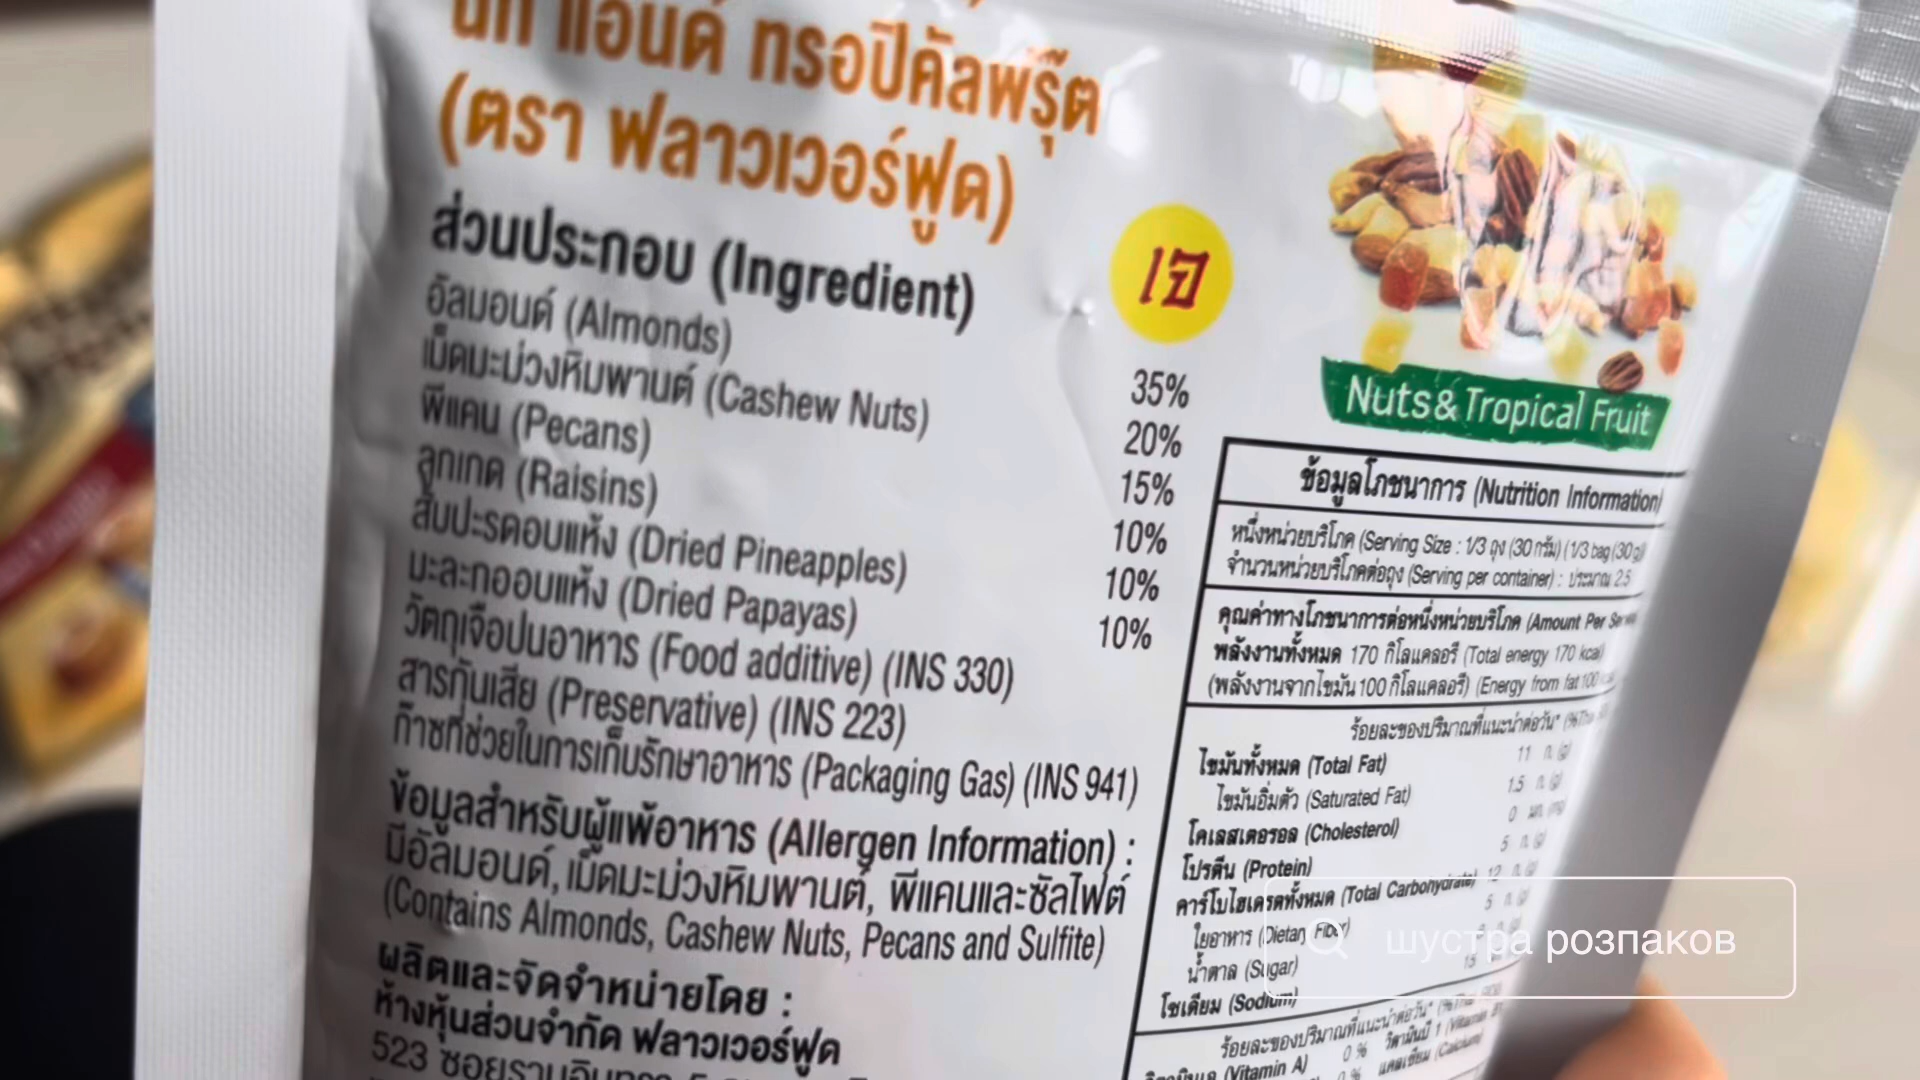 นัท แอนด์ ทรอปิคัลฟรุ๊ต
(ตรา ฟลาวเวอร์ฟูด)
ส่วนประกอบ (Ingredient)
เจ
อัลมอนด์ (Almonds) 35%
เม็ดมะม่วงหิมพานต์ (Cashew Nuts) 20%
พีแคน (Pecans) 15%
ลูกเกด (Raisins) 10%
สับปะรดอบแห้ง (Dried Pineapples) 10%
มะละกออบแห้ง (Dried Papayas) 10%
วัตถุเจือปนอาหาร (Food additive) (INS 330)
สารกันเสีย (Preservative) (INS 223)
ก๊าซที่ช่วยในการเก็บรักษาอาหาร (Packaging Gas) (INS 941)
ข้อมูลสำหรับผู้แพ้อาหาร (Allergen Information) :
มีอัลมอนด์, เม็ดมะม่วงหิมพานต์, พีแคนและซัลไฟต์
(Contains Almonds, Cashew Nuts, Pecans and Sulfite)
ผลิตและจัดจำหน่ายโดย :
ห้างหุ้นส่วนจำกัด ฟลาวเวอร์ฟูด
523
Nuts & Tropical Fruit
ข้อมูลโภชนาการ (Nutrition Information)
หนึ่งหน่วยบริโภค (Serving Size : 1/3 ถุง (30 กรัม) (1/3 bag (30 g)
จำนวนหน่วยบริโภคต่อถุง (Serving per container) : ประมาณ 2.5
คุณค่าทางโภชนาการต่อหนึ่งหน่วยบริโภค (Amount Per
พลังงานทั้งหมด 170 กิโลแคลอรี (Total energy 170 kcal)
(พลังงานจากไขมัน 100 กิโลแคลอรี) (Energy from fat 100
ร้อยละของปริมาณที่แนะนำต่อวัน*
ไขมันทั้งหมด (Total Fat) 11 ก. (g)
ไขมันอิ่มตัว (Saturated Fat) 1.5 ก. (g)
โคเลสเตอรอล (Cholesterol) 0 มก. (mg)
โปรตีน (Protein) 5 ก. (g)
คาร์โบไฮเดรตทั้งหมด (Total Carbohydrate) 12 ก. (g)
ใยอาหาร (Dietary Fiber) 5 ก. (g)
น้ำตาล (Sugar)
โซเดียม (Sodium) 15
ร้อยละของปริมาณที่แนะนำต่อวัน*
วิตามินเอ (Vitamin A) 0 % วิตามินบี 1
0 % แคลเซียม (Calcium)
шустра розпаков